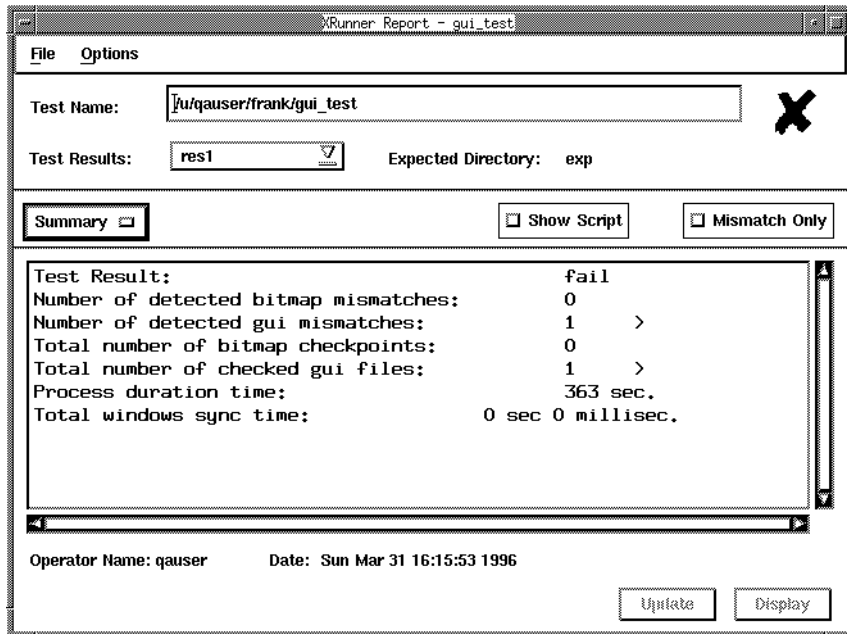 XRunner Report - gui_test
File Options
Test Name: /u/qauser/frank/gui_test
Test Results: res1 Expected Directory: exp
Summary Show Script Mismatch Only
Test Result: fail
Number of detected bitmap mismatches: 0
Number of detected gui mismatches: 1 >
Total number of bitmap checkpoints: 0
Total number of checked gui files: 1 >
Process duration time: 363 sec.
Total windows sync time: 0 sec 0 millisec.
Operator Name: qauser Date: Sun Mar 31 16:15:53 1996
Update Display